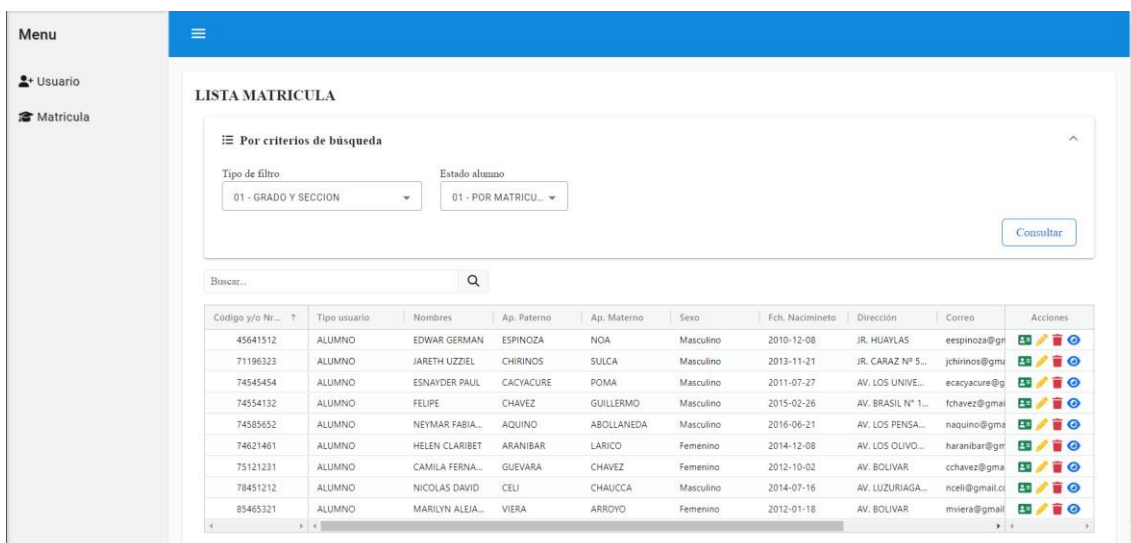 Menu
Usuario
Matricula
LISTA MATRICULA
Por criterios de búsqueda
Tipo de filtro Estado alumno
01 - GRADO Y SECCION 01 - POR MATRICU...
Consultar
Buscar...
Código y/o Nr... Tipo usuario Nombres Ap. Paterno Ap. Materno Sexo Fch. Nacimineto Dirección Correo Acciones
45641512 ALUMNO EDWAR GERMAN ESPINOZA NOA Masculino 2010-12-08 JR. HUAYLAS eespinoza@gn
71196323 ALUMNO JARETH UZZIEL CHIRINOS SULCA Masculino 2013-11-21 JR. CARAZ Nº 5... jchirinos@gma
74545454 ALUMNO ESNAYDER PAUL CACYACURE POMA Masculino 2011-07-27 AV. LOS UNIVE... ecacyacure@g
74554132 ALUMNO FELIPE CHAVEZ GUILLERMO Masculino 2015-02-26 AV. BRASIL N° 1... fchavez@gmai
74585652 ALUMNO NEYMAR FABIA... AQUINO ABOLLANEDA Masculino 2016-06-21 AV. LOS PENSA... naquino@gma
74621461 ALUMNO HELEN CLARIBET ARANIBAR LARICO Femenino 2014-12-08 AV. LOS OLIVO... haranibar@gm
75121231 ALUMNO CAMILA FERNA... GUEVARA CHAVEZ Femenino 2012-10-02 AV. BOLIVAR cchavez@gma
78451212 ALUMNO NICOLAS DAVID CELI CHAUCCA Masculino 2014-07-16 AV. LUZURIAGA... nceli@gmail.cc
85465321 ALUMNO MARILYN ALEJA... VIERA ARROYO Femenino 2012-01-18 AV. BOLIVAR mviera@gmail